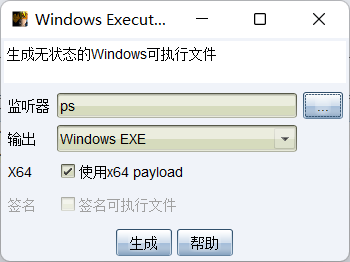 Windows Execut...
生成无状态的Windows可执行文件
监听器 ps ...
输出 Windows EXE
X64 使用x64 payload
签名 签名可执行文件
生成 帮助